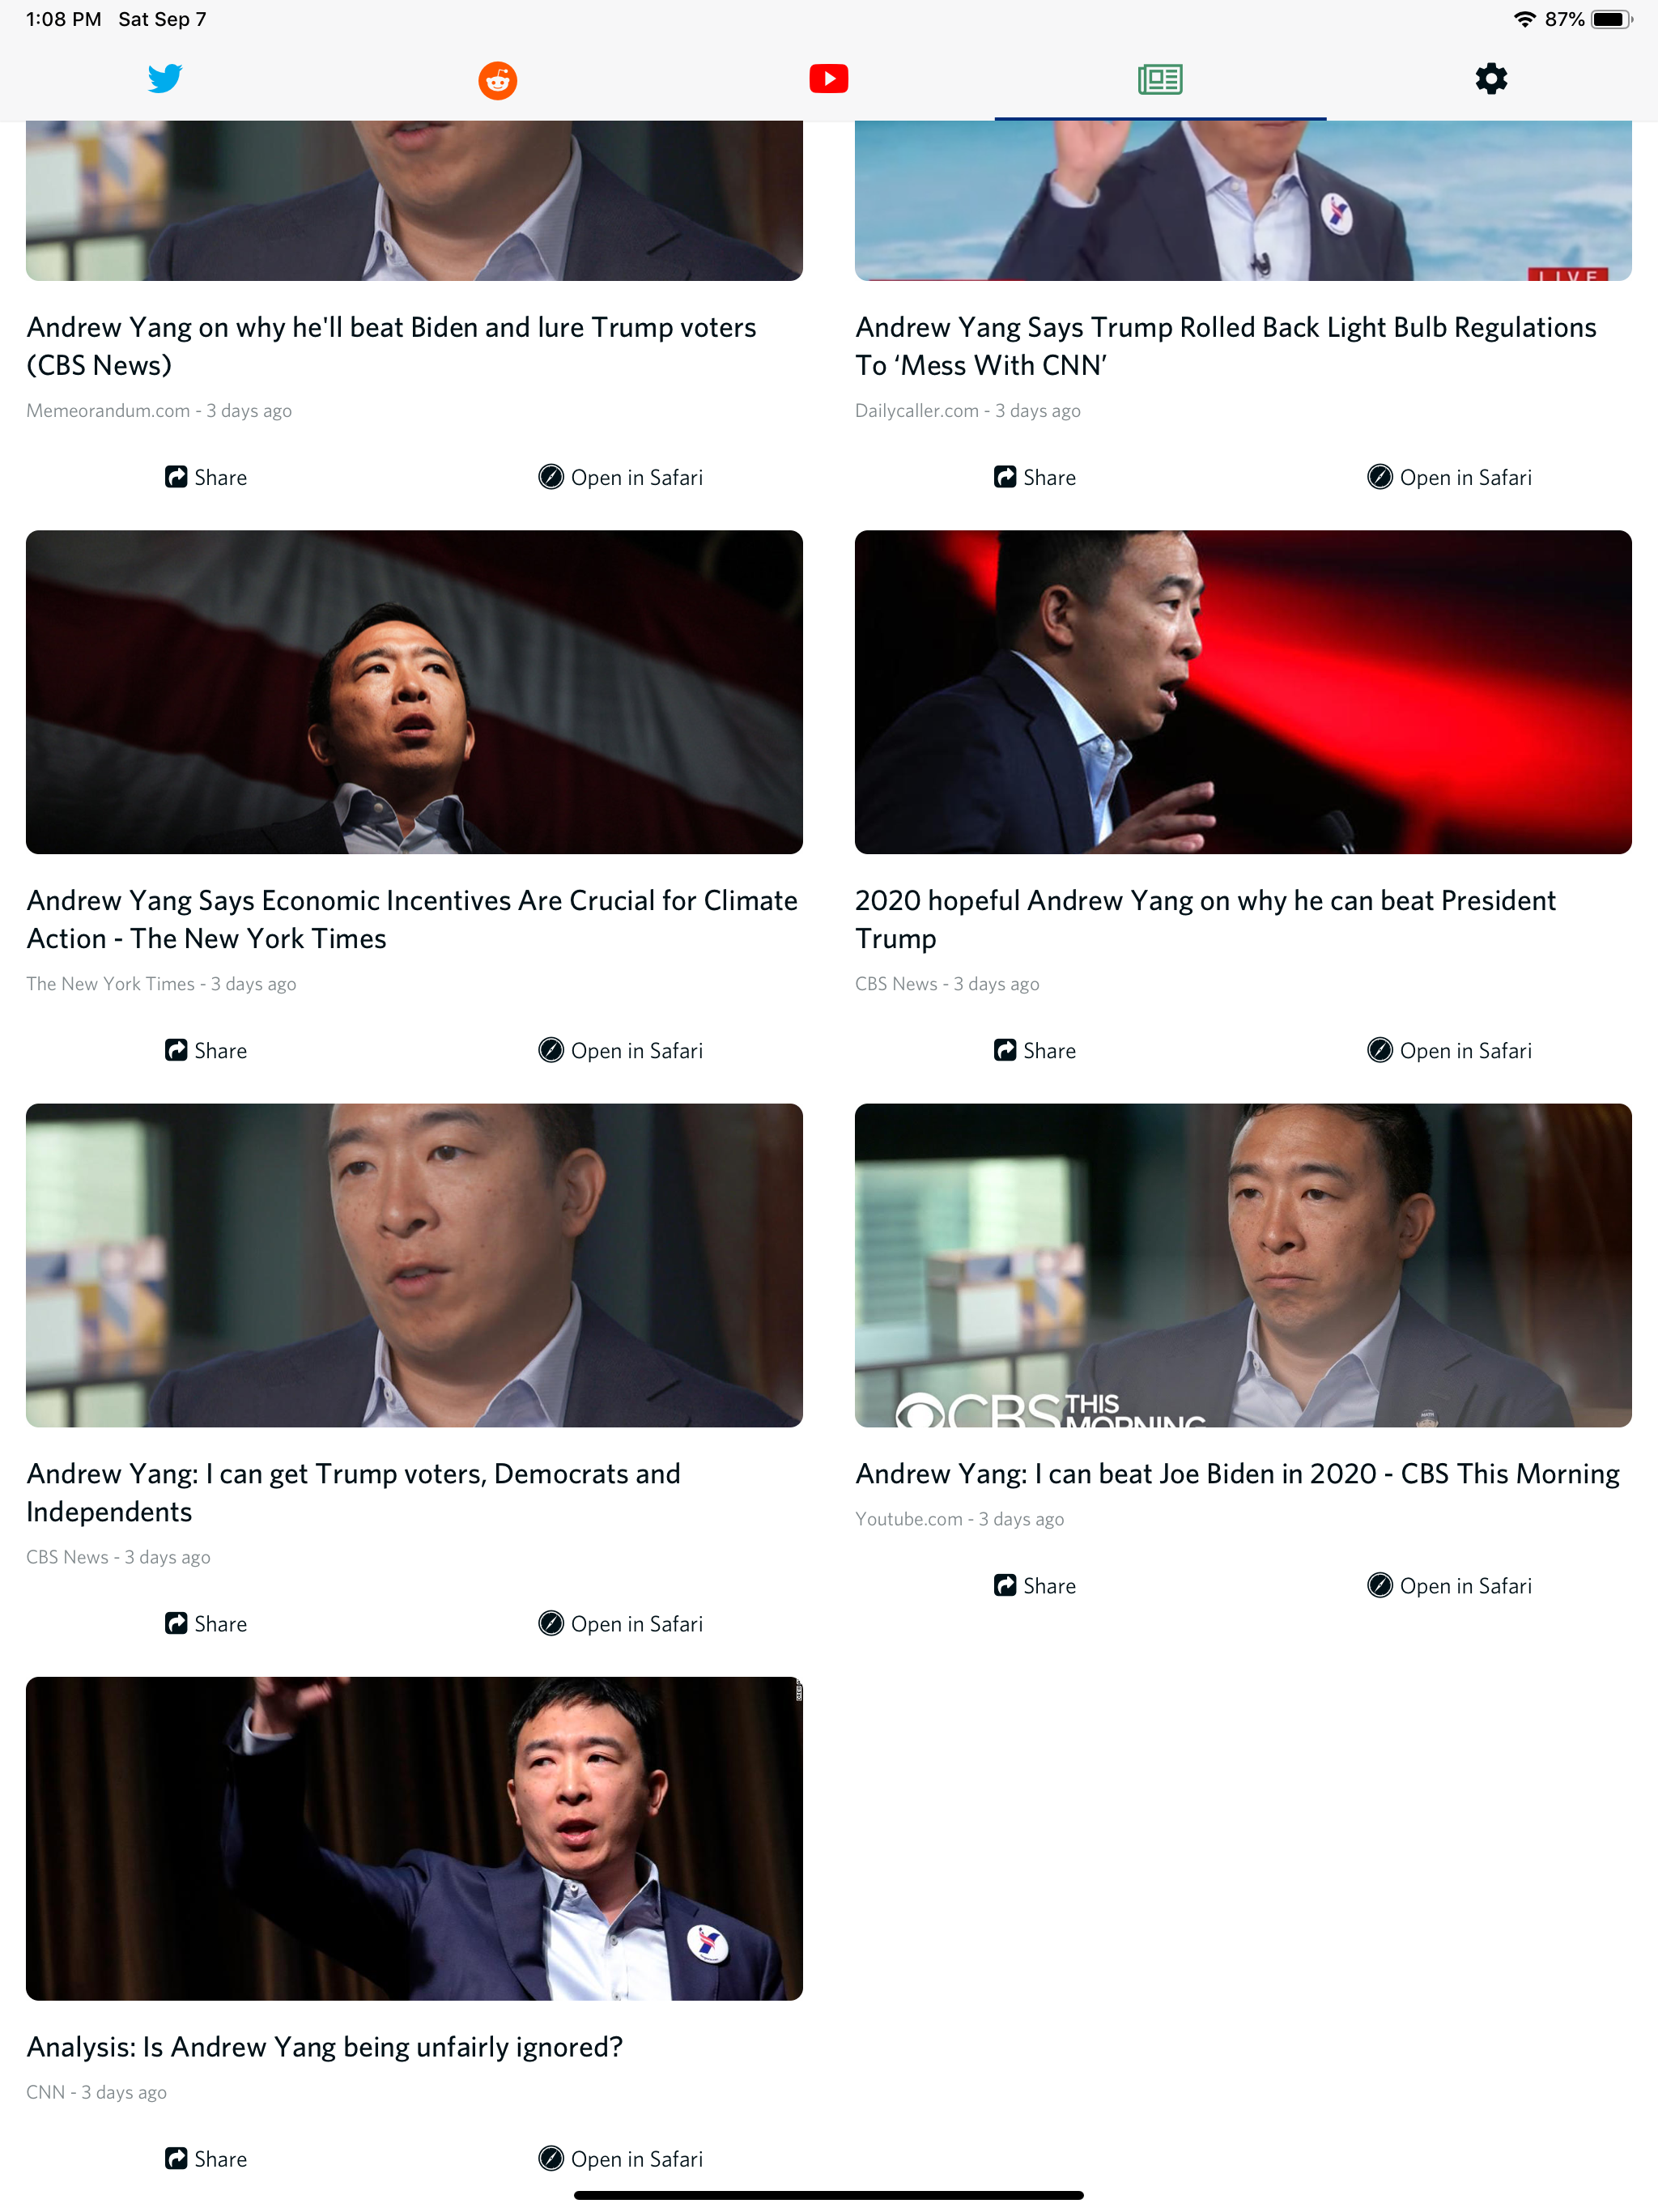 1:08 PM Sat Sep 7
87%
LIVE
Andrew Yang on why he'll beat Biden and lure Trump voters
(CBS News)
Memeorandum.com - 3 days ago
Share
Open in Safari
Andrew Yang Says Trump Rolled Back Light Bulb Regulations
To ‘Mess With CNN’
Dailycaller.com - 3 days ago
Share
Open in Safari
Andrew Yang Says Economic Incentives Are Crucial for Climate
Action - The New York Times
The New York Times - 3 days ago
Share
Open in Safari
2020 hopeful Andrew Yang on why he can beat President
Trump
CBS News - 3 days ago
Share
Open in Safari
Andrew Yang: I can get Trump voters, Democrats and
Independents
CBS News - 3 days ago
Share
Open in Safari
CBS THIS
MORNING
Andrew Yang: I can beat Joe Biden in 2020 - CBS This Morning
Youtube.com - 3 days ago
Share
Open in Safari
Analysis: Is Andrew Yang being unfairly ignored?
CNN - 3 days ago
Share
Open in Safari